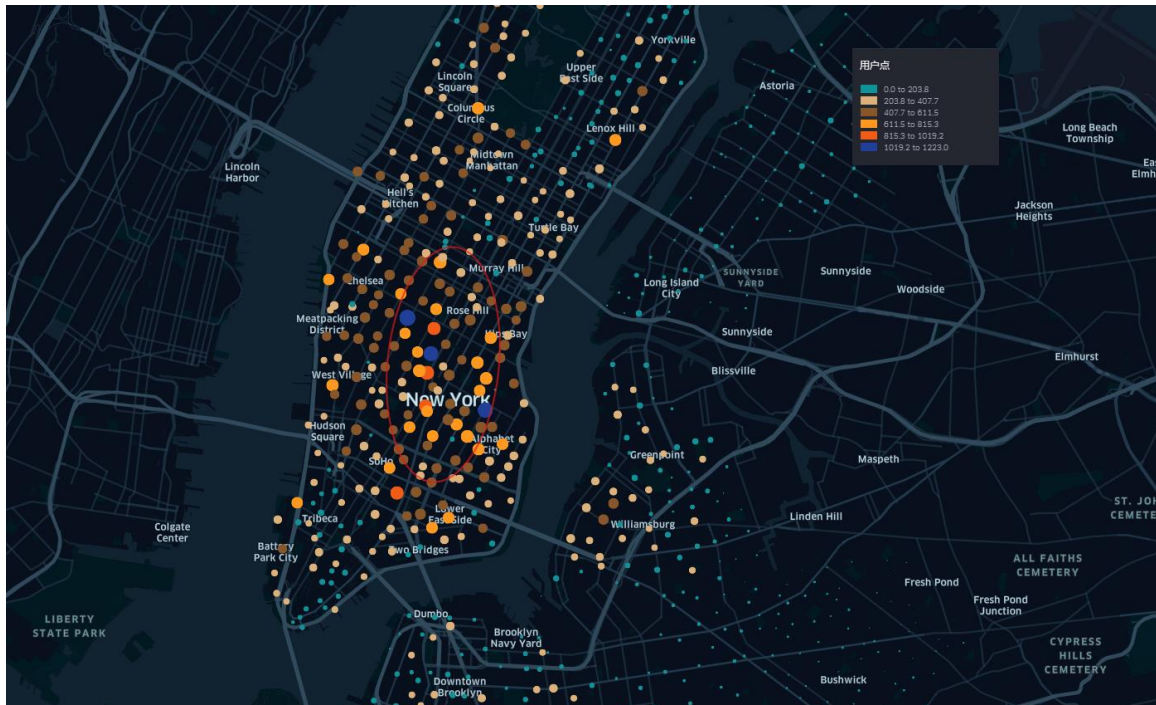 Yorkville
Upper
East Side
Lincoln
Square
Columbus
Circle
Lenox Hill
Astoria
用户点
0.0 to 203.8
203.8 to 407.7
407.7 to 611.5
611.5 to 815.3
815.3 to 1019.2
1019.2 to 1223.0
Long Beach
Township
Lincoln
Harbor
Midtown
Manhattan
Hell's
Kitchen
Turtle Bay
Jackson
Heights
Murray Hill
Chelsea
Long Island
City
SUNNYSIDE
YARD
Sunnyside
Woodside
Meatpacking
District
Rose Hill
Kips Bay
Sunnyside
Elmhurst
Blissville
West Village
New York
Hudson
Square
Alphabet
City
SoHo
Greenpoint
Maspeth
Tribeca
Lower
East Side
Williamsburg
Linden Hill
Colgate
Center
Battery
Park City
Two Bridges
ALL FAITHS
CEMETERY
Fresh Pond
Fresh Pond
Junction
LIBERTY
STATE PARK
Dumbo
Brooklyn
Navy Yard
CYPRESS
HILLS
CEMETERY
Downtown
Brooklyn
Bushwick